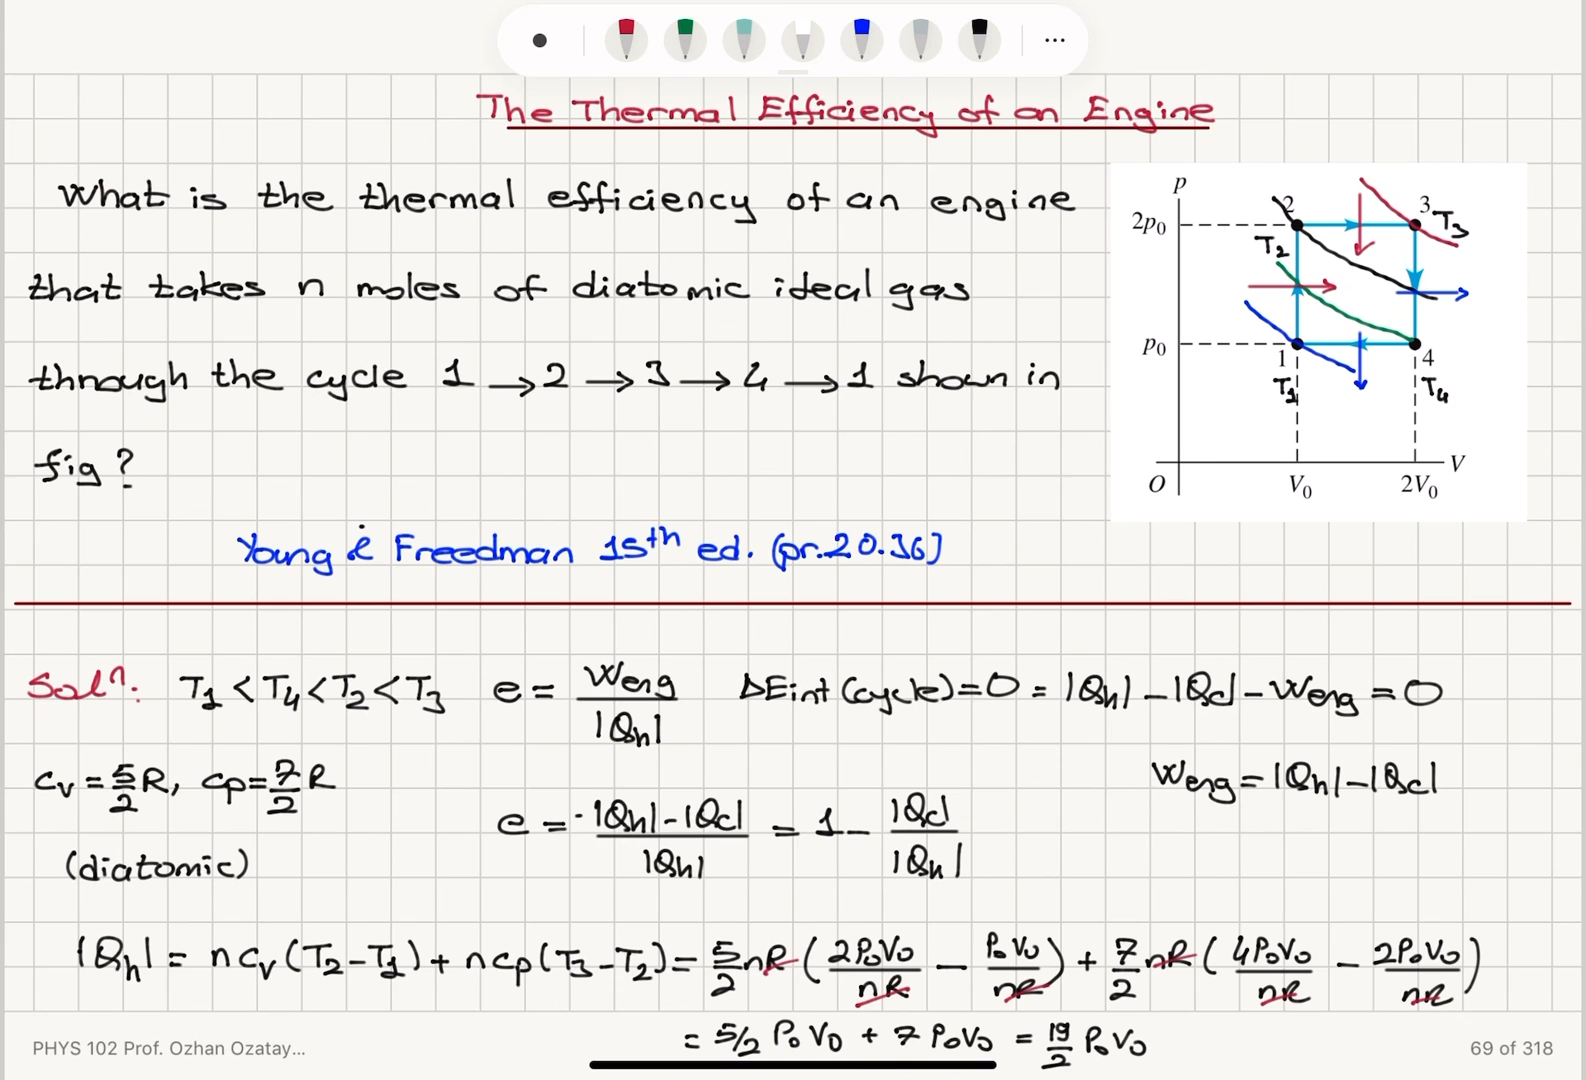 The Thermal Efficiency of an Engine
What is the thermal efficiency of an engine
that takes n moles of diatomic ideal gas
through the cycle 1 → 2 → 3 → 4 → 1 shown in
fig?
p
2p₀
2
3
T₃
T₂
p₀
1
4
T₁
T₄
O
V₀
2V₀
V
Young & Freedman 15th ed. (pr.20.36)
Solⁿ: T₁ < T₄ < T₂ < T₃ e = Weng / |Qh| ΔEint (cycle) = 0 = |Qh| - |Qc| - Weng = 0
Cv = 5/2 R, Cp = 7/2 R Weng = |Qh| - |Qc|
(diatomic) e = |Qh| - |Qc| / |Qh| = 1 - |Qc| / |Qh|
|Qh| = nCv (T₂ - T₁) + nCp (T₃ - T₂) = 5/2 nR (2P₀V₀ / nR - P₀V₀ / nR) + 7/2 nR (4P₀V₀ / nR - 2P₀V₀ / nR)
= 5/2 P₀V₀ + 7 P₀V₀ = 19/2 P₀V₀
PHYS 102 Prof. Ozhan Ozatay...
69 of 318